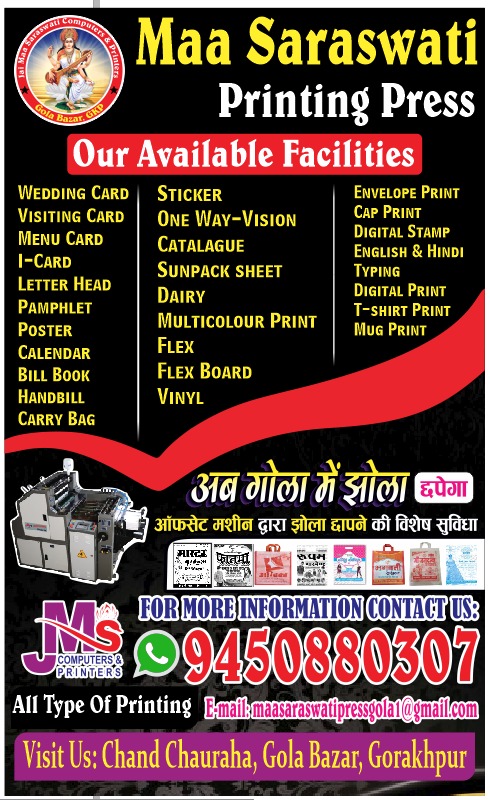 Jai Maa Saraswati Computers & Printers
Gola Bazar, GKP
Maa Saraswati
Printing Press
Our Available Facilities
Wedding Card
Visiting Card
Menu Card
I-Card
Letter Head
Pamphlet
Poster
Calendar
Bill Book
Handbill
Carry Bag
Sticker
One Way-Vision
Catalague
Sunpack sheet
Dairy
Multicolour Print
Flex
Flex Board
Vinyl
Envelope Print
Cap Print
Digital Stamp
English & Hindi
Typing
Digital Print
T-shirt Print
Mug Print
अब गोला में झोला छपेगा
ऑफसेट मशीन द्वारा झोला छापने की विशेष सुविधा
JMS
COMPUTERS &
PRINTERS
FOR MORE INFORMATION CONTACT US:
9450880307
All Type Of Printing
E-mail: maasaraswatipressgola1@gmail.com
Visit Us: Chand Chauraha, Gola Bazar, Gorakhpur